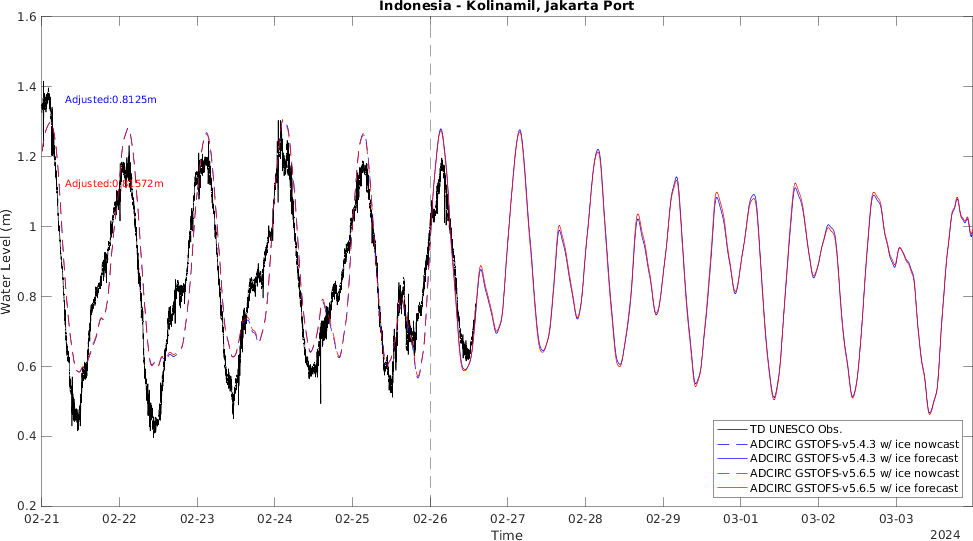 Indonesia - Kolinamil, Jakarta Port
1.6
1.4
1.2
1
0.8
0.6
0.4
0.2
Water Level (m)
Adjusted:0.8125m
TD UNESCO Obs.
ADCIRC GSTOFS-v5.4.3 w/ ice nowcast
ADCIRC GSTOFS-v5.4.3 w/ ice forecast
ADCIRC GSTOFS-v5.6.5 w/ ice nowcast
ADCIRC GSTOFS-v5.6.5 w/ ice forecast
02-21
02-22
02-23
02-24
02-25
02-26
02-27
02-28
02-29
03-01
03-02
03-03
Time
2024